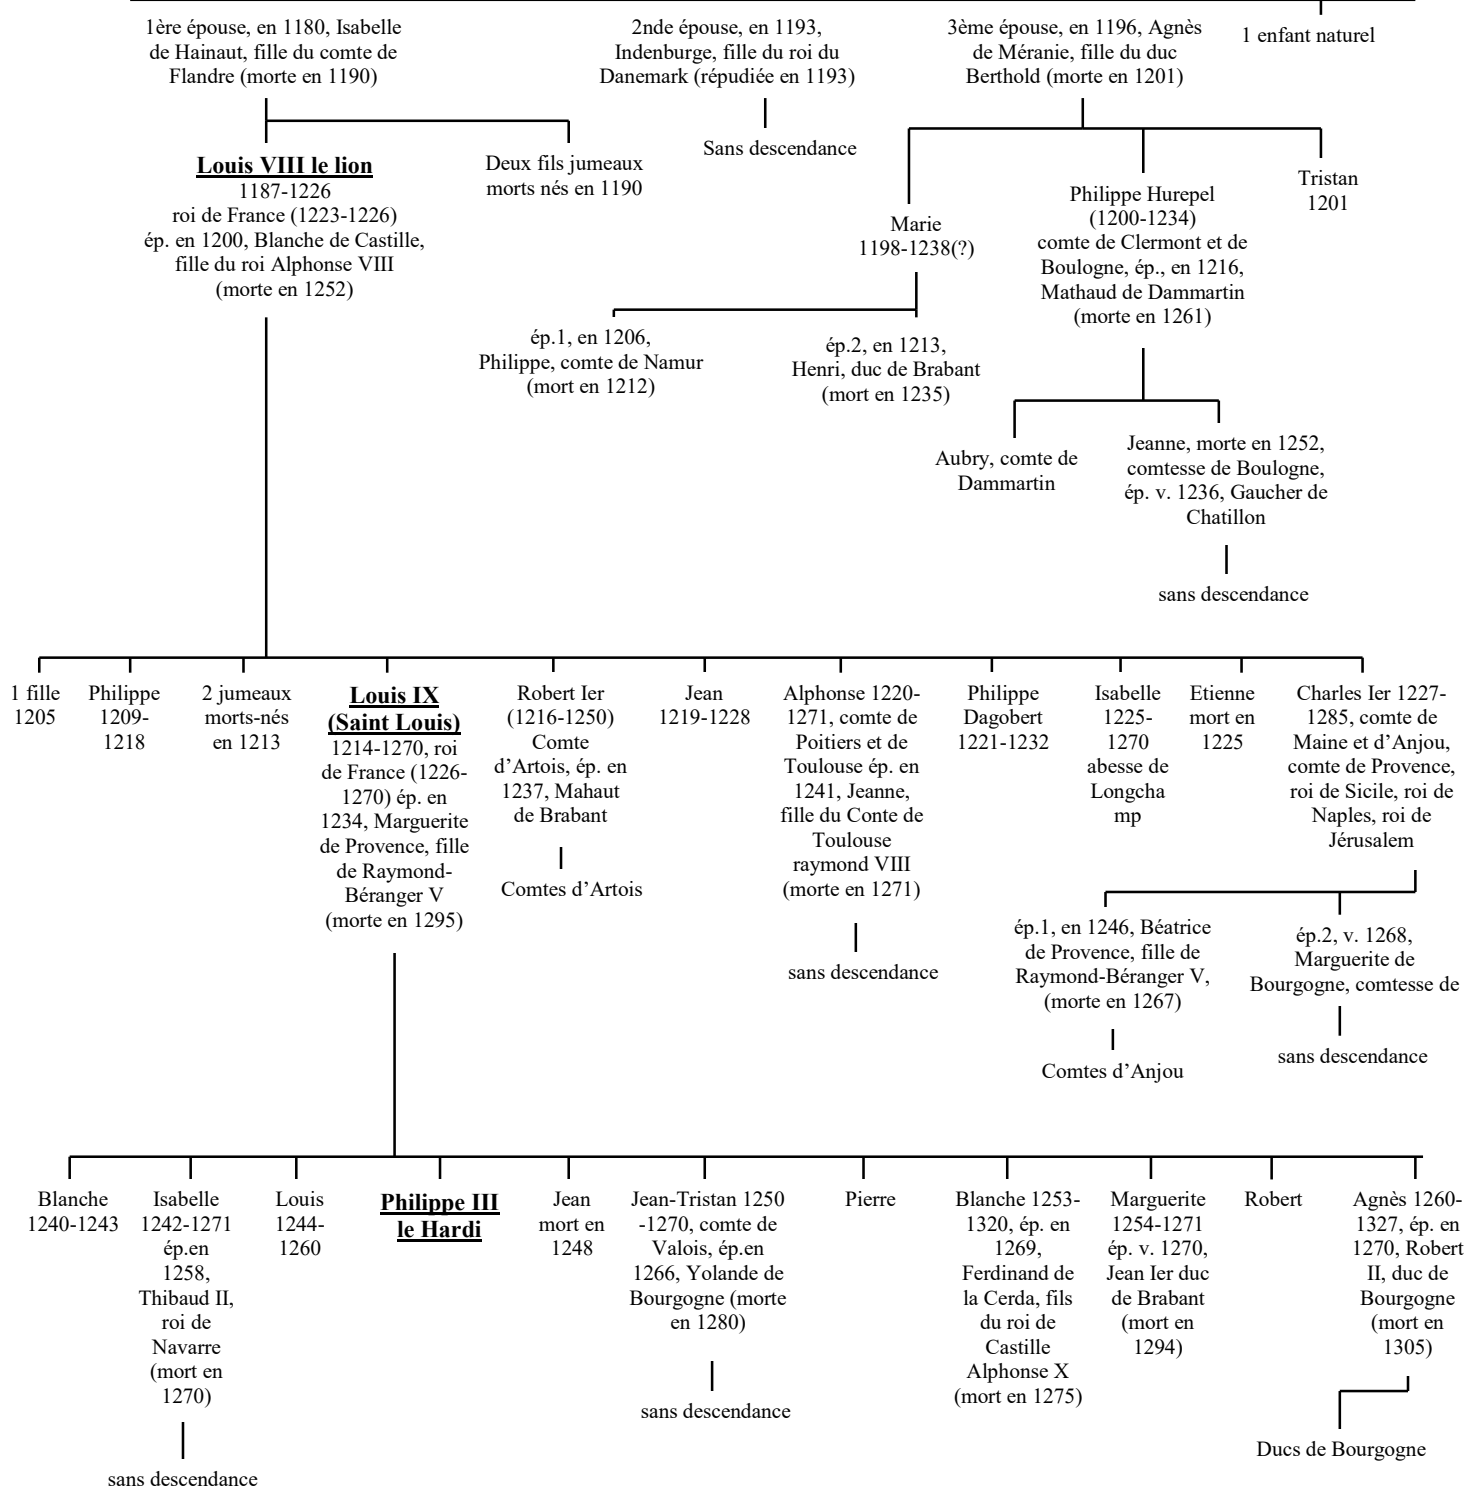 1ère épouse, en 1180, Isabelle
de Hainaut, fille du comte de
Flandre (morte en 1190)
2nde épouse, en 1193,
Indenburge, fille du roi du
Danemark (répudiée en 1193)
3ème épouse, en 1196, Agnès
de Méranie, fille du duc
Berthold (morte en 1201)
1 enfant naturel
Louis VIII le lion
1187-1226
roi de France (1223-1226)
ép. en 1200, Blanche de Castille,
fille du roi Alphonse VIII
(morte en 1252)
Deux fils jumeaux
morts nés en 1190
Sans descendance
Marie
1198-1238(?)
Philippe Hurepel
(1200-1234)
comte de Clermont et de
Boulogne, ép., en 1216,
Mathaud de Dammartin
(morte en 1261)
Tristan
1201
ép.1, en 1206,
Philippe, comte de Namur
(mort en 1212)
ép.2, en 1213,
Henri, duc de Brabant
(mort en 1235)
Aubry, comte de
Dammartin
Jeanne, morte en 1252,
comtesse de Boulogne,
ép. v. 1236, Gaucher de
Chatillon
sans descendance
1 fille
1205
Philippe
1209-
1218
2 jumeaux
morts-nés
en 1213
Louis IX
(Saint Louis)
1214-1270, roi
de France (1226-
1270) ép. en
1234, Marguerite
de Provence, fille
de Raymond-
Béranger V
(morte en 1295)
Robert Ier
(1216-1250)
Comte
d’Artois, ép. en
1237, Mahaut
de Brabant
Comtes d’Artois
Jean
1219-1228
Alphonse 1220-
1271, comte de
Poitiers et de
Toulouse ép. en
1241, Jeanne,
fille du Conte de
Toulouse
raymond VIII
(morte en 1271)
sans descendance
Philippe
Dagobert
1221-1232
Isabelle
1225-
1270
abesse de
Longcha
mp
Etienne
mort en
1225
Charles Ier 1227-
1285, comte de
Maine et d’Anjou,
comte de Provence,
roi de Sicile, roi de
Naples, roi de
Jérusalem
ép.1, en 1246, Béatrice
de Provence, fille de
Raymond-Béranger V,
(morte en 1267)
Comtes d’Anjou
ép.2, v. 1268,
Marguerite de
Bourgogne, comtesse de
sans descendance
Blanche
1240-1243
Isabelle
1242-1271
ép.en
1258,
Thibaud II,
roi de
Navarre
(mort en
1270)
sans descendance
Louis
1244-
1260
Philippe III
le Hardi
Jean
mort en
1248
Jean-Tristan 1250
-1270, comte de
Valois, ép.en
1266, Yolande de
Bourgogne (morte
en 1280)
sans descendance
Pierre
Blanche 1253-
1320, ép. en
1269,
Ferdinand de
la Cerda, fils
du roi de
Castille
Alphonse X
(mort en 1275)
Marguerite
1254-1271
ép. v. 1270,
Jean Ier duc
de Brabant
(mort en
1294)
Robert
Agnès 1260-
1327, ép. en
1270, Robert
II, duc de
Bourgogne
(mort en
1305)
Ducs de Bourgogne